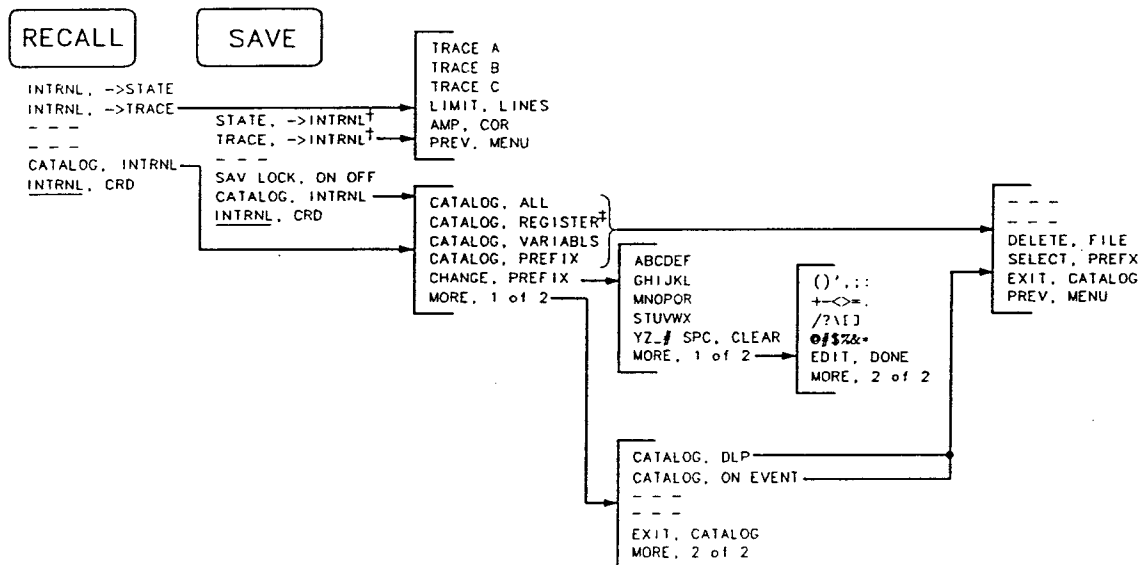 RECALL
SAVE
INTRNL, ->STATE
INTRNL, ->TRACE
- - -
- - -
CATALOG, INTRNL
INTRNL, CRD
STATE, ->INTRNL‡
TRACE, ->INTRNL‡
- - -
SAV LOCK, ON OFF
CATALOG, INTRNL
INTRNL, CRD
TRACE A
TRACE B
TRACE C
LIMIT, LINES
AMP, COR
PREV, MENU
CATALOG, ALL
CATALOG, REGISTER‡
CATALOG, VARIABLS
CATALOG, PREFIX
CHANGE, PREFIX
MORE, 1 of 2
ABCDEF
GHIJKL
MNOPQR
STUVWX
YZ_# SPC, CLEAR
MORE, 1 of 2
()',;:
+-<>=.
/?\[]
@#$%&*
EDIT, DONE
MORE, 2 of 2
- - -
- - -
DELETE, FILE
SELECT, PREFX
EXIT, CATALOG
PREV, MENU
CATALOG, DLP
CATALOG, ON EVENT
- - -
- - -
EXIT, CATALOG
MORE, 2 of 2